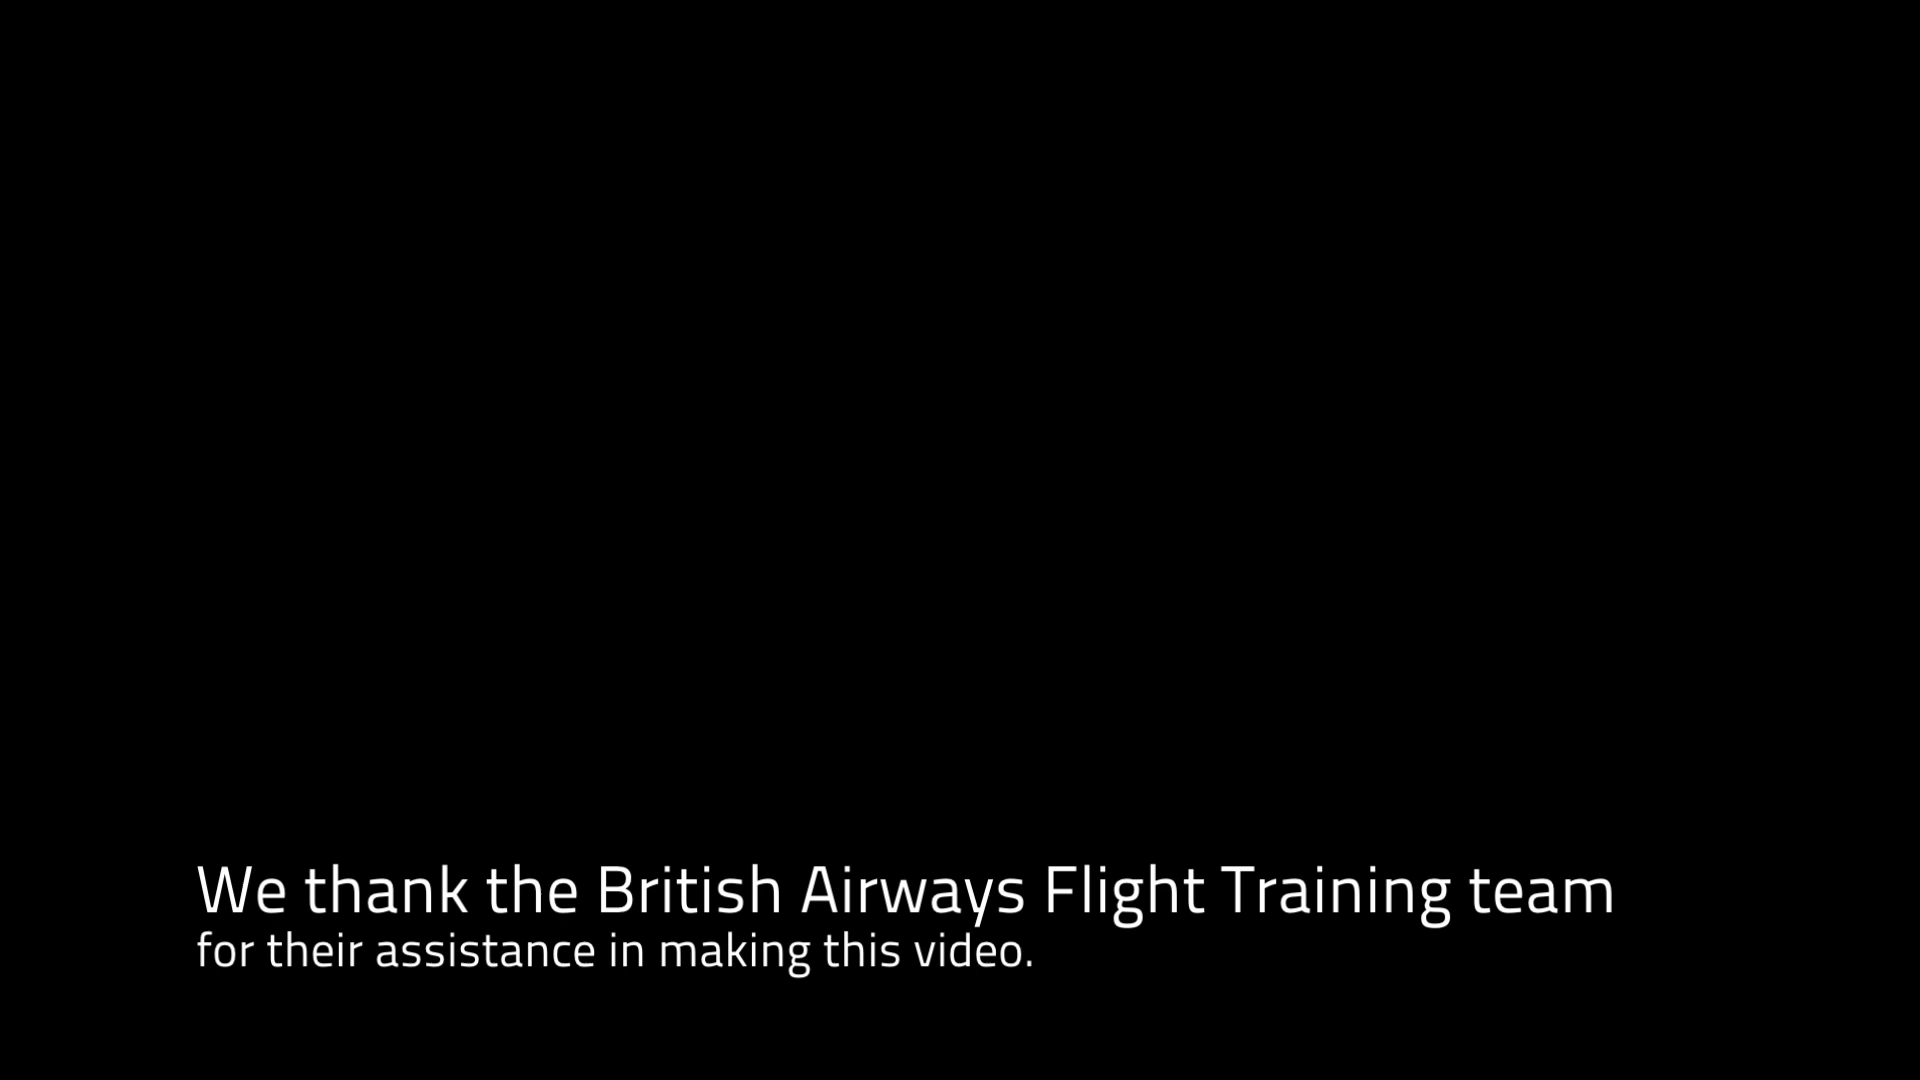 We thank the British Airways Flight Training team
for their assistance in making this video.